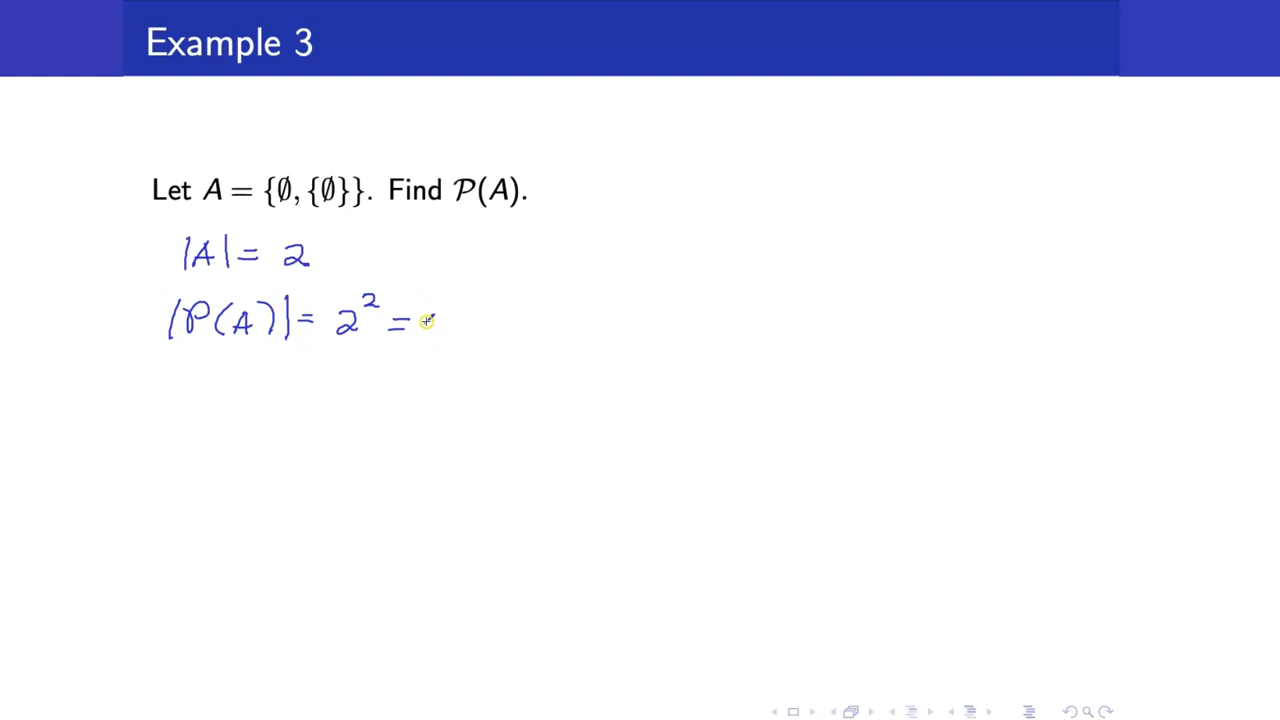 Example 3
Let A = {∅, {∅}}. Find 𝒫(A).
|A| = 2
|𝒫(A)| = 2² =